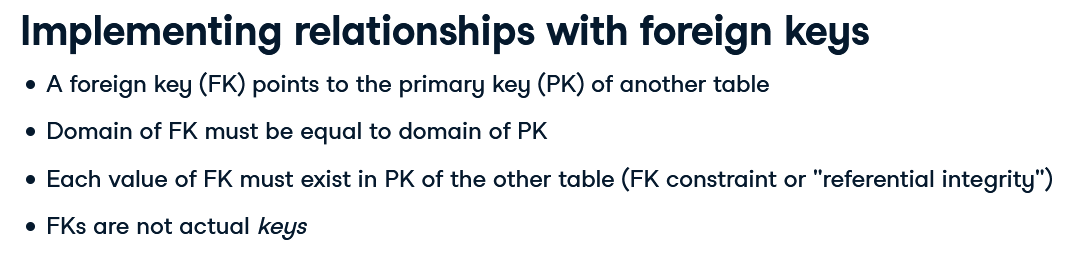 Implementing relationships with foreign keys
• A foreign key (FK) points to the primary key (PK) of another table
• Domain of FK must be equal to domain of PK
• Each value of FK must exist in PK of the other table (FK constraint or "referential integrity")
• FKs are not actual keys